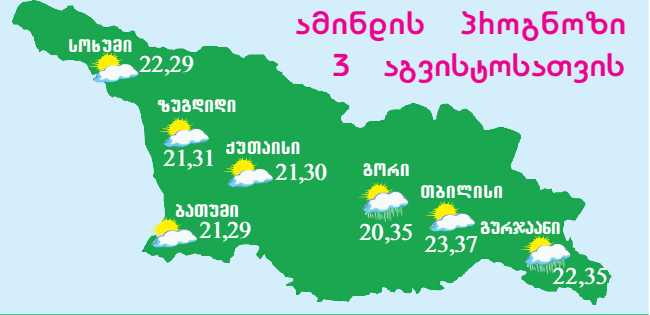 ამინდის პროგნოზი
3 აგვისტოსათვის
სოხუმი
22,29
ზუგდიდი
21,31
ქუთაისი
21,30
ბათუმი
21,29
გორი
20,35
თბილისი
23,37
გურჯაანი
22,35